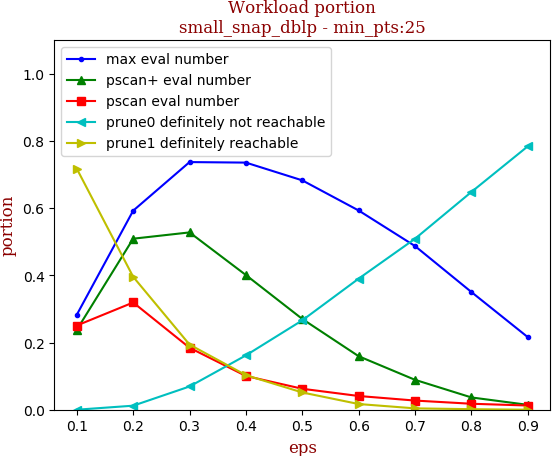 Workload portion
small_snap_dblp - min_pts:25
max eval number
pscan+ eval number
pscan eval number
prune0 definitely not reachable
prune1 definitely reachable
portion
1.0
0.8
0.6
0.4
0.2
0.0
0.1 0.2 0.3 0.4 0.5 0.6 0.7 0.8 0.9
eps